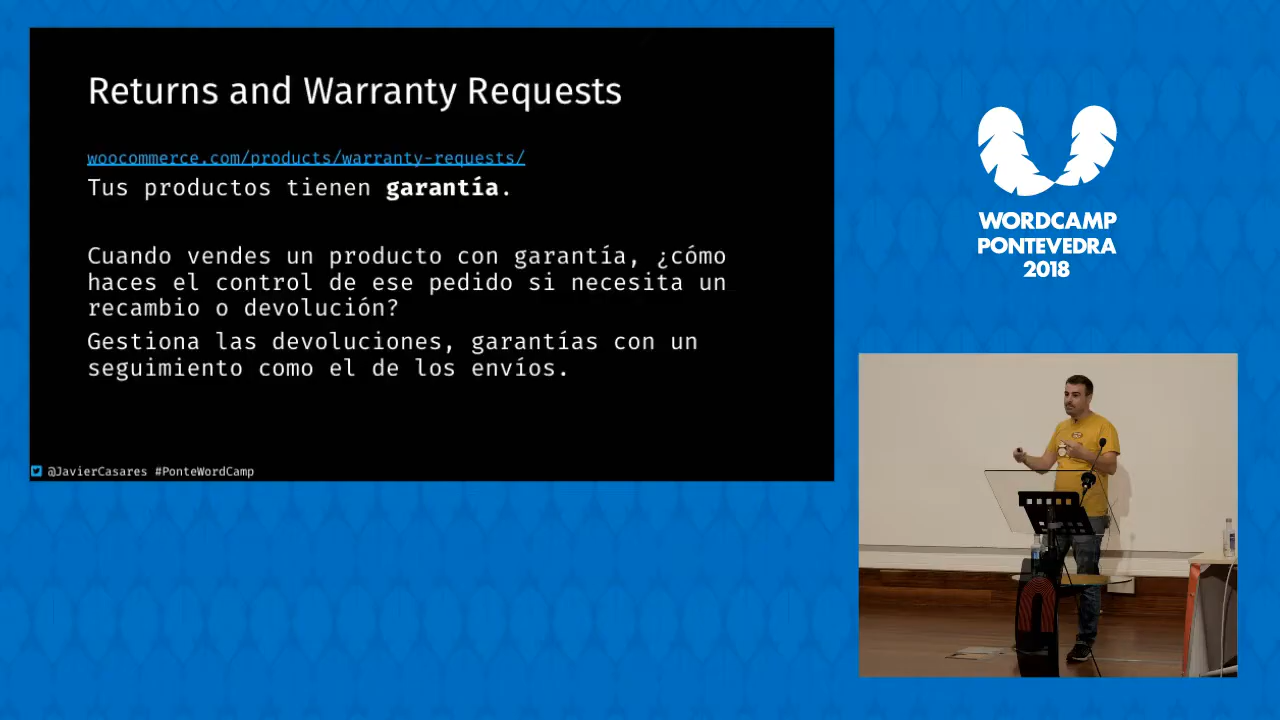 Returns and Warranty Requests
woocommerce.com/products/warranty-requests/
Tus productos tienen garantía.
Cuando vendes un producto con garantía, ¿cómo
haces el control de ese pedido si necesita un
recambio o devolución?
Gestiona las devoluciones, garantías con un
seguimiento como el de los envíos.
@JavierCasares #PonteWordCamp
WORDCAMP
PONTEVEDRA
2018